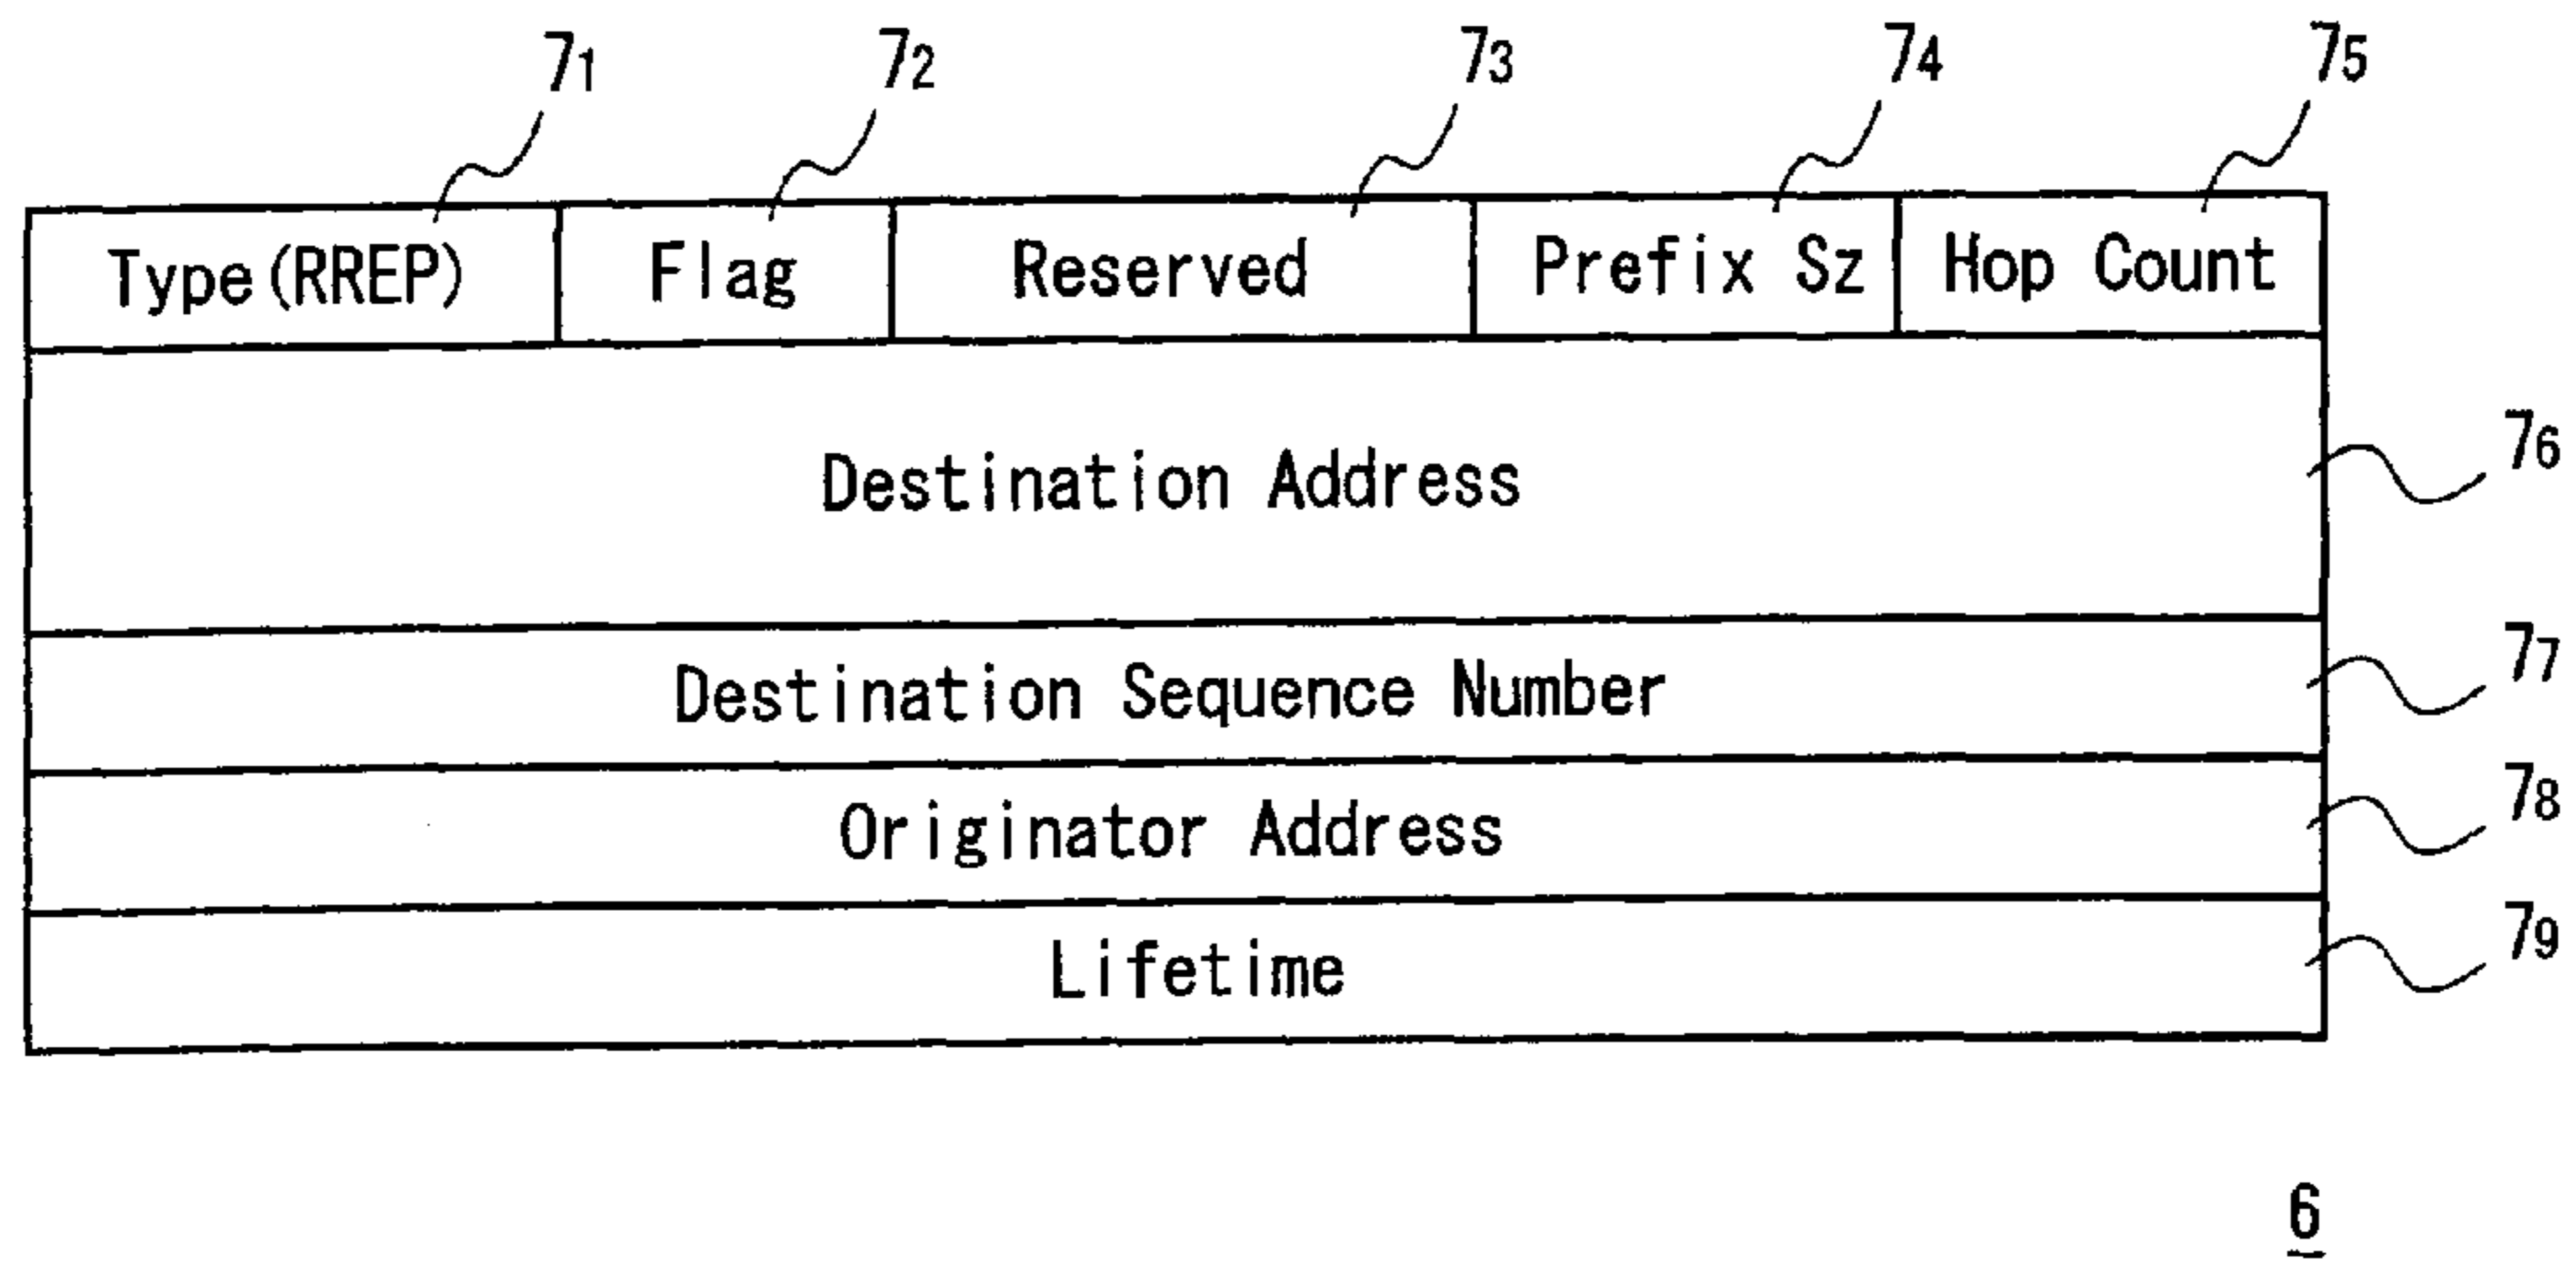 71 72 73 74 75
Type(RREP) Flag Reserved Prefix Sz Hop Count
Destination Address 76
Destination Sequence Number 77
Originator Address 78
Lifetime 79
6